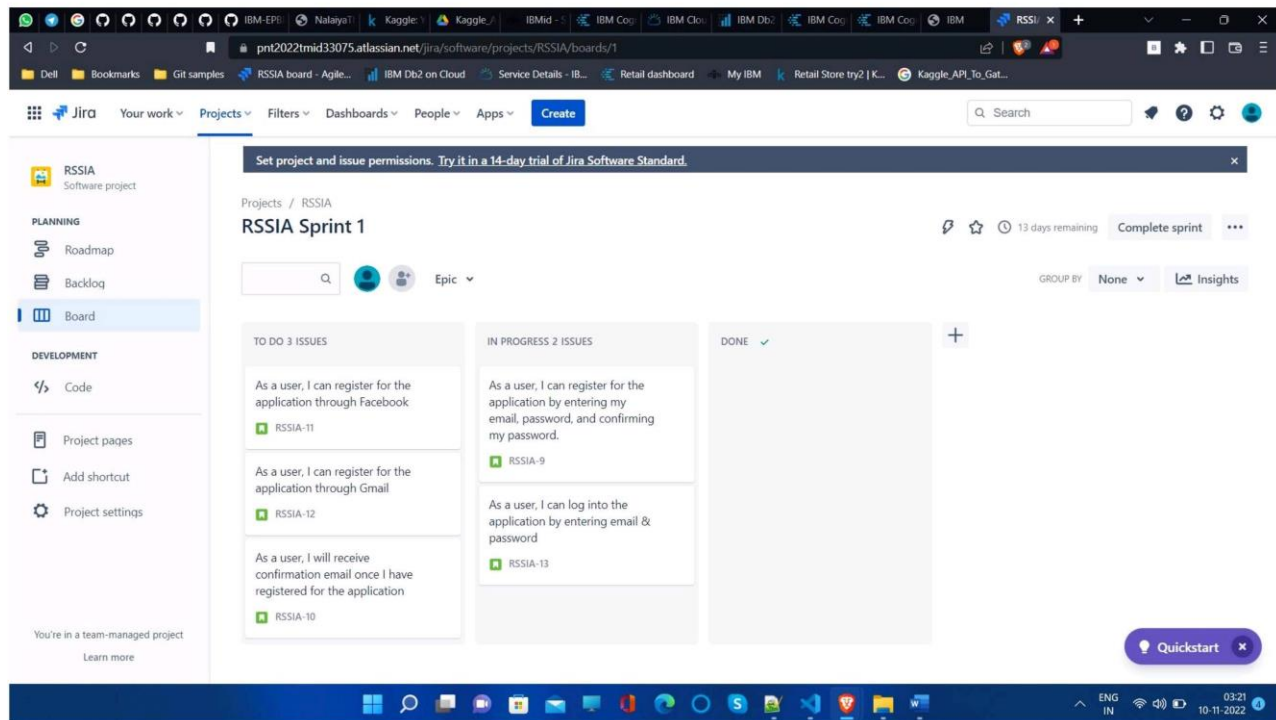 IBM-EPB
NalaiyaT
Kaggle: Y
Kaggle_A
IBMid - S
IBM Cog
IBM Clou
IBM Db2
IBM Cog
IBM Cog
IBM
RSSIA
pnt2022tmid33075.atlassian.net/jira/software/projects/RSSIA/boards/1
Dell
Bookmarks
Git samples
RSSIA board - Agile...
IBM Db2 on Cloud
Service Details - IB...
Retail dashboard
My IBM
Retail Store try2 | K...
Kaggle_API_To_Gat...
Jira
Your work
Projects
Filters
Dashboards
People
Apps
Create
Search
RSSIA
Software project
PLANNING
Roadmap
Backlog
Board
DEVELOPMENT
Code
Project pages
Add shortcut
Project settings
You're in a team-managed project
Learn more
Set project and issue permissions. Try it in a 14-day trial of Jira Software Standard.
Projects / RSSIA
RSSIA Sprint 1
13 days remaining
Complete sprint
Epic
GROUP BY None
Insights
TO DO 3 ISSUES
As a user, I can register for the
application through Facebook
RSSIA-11
As a user, I can register for the
application through Gmail
RSSIA-12
As a user, I will receive
confirmation email once I have
registered for the application
RSSIA-10
IN PROGRESS 2 ISSUES
As a user, I can register for the
application by entering my
email, password, and confirming
my password.
RSSIA-9
As a user, I can log into the
application by entering email &
password
RSSIA-13
DONE
Quickstart
ENG
IN
03:21
10-11-2022